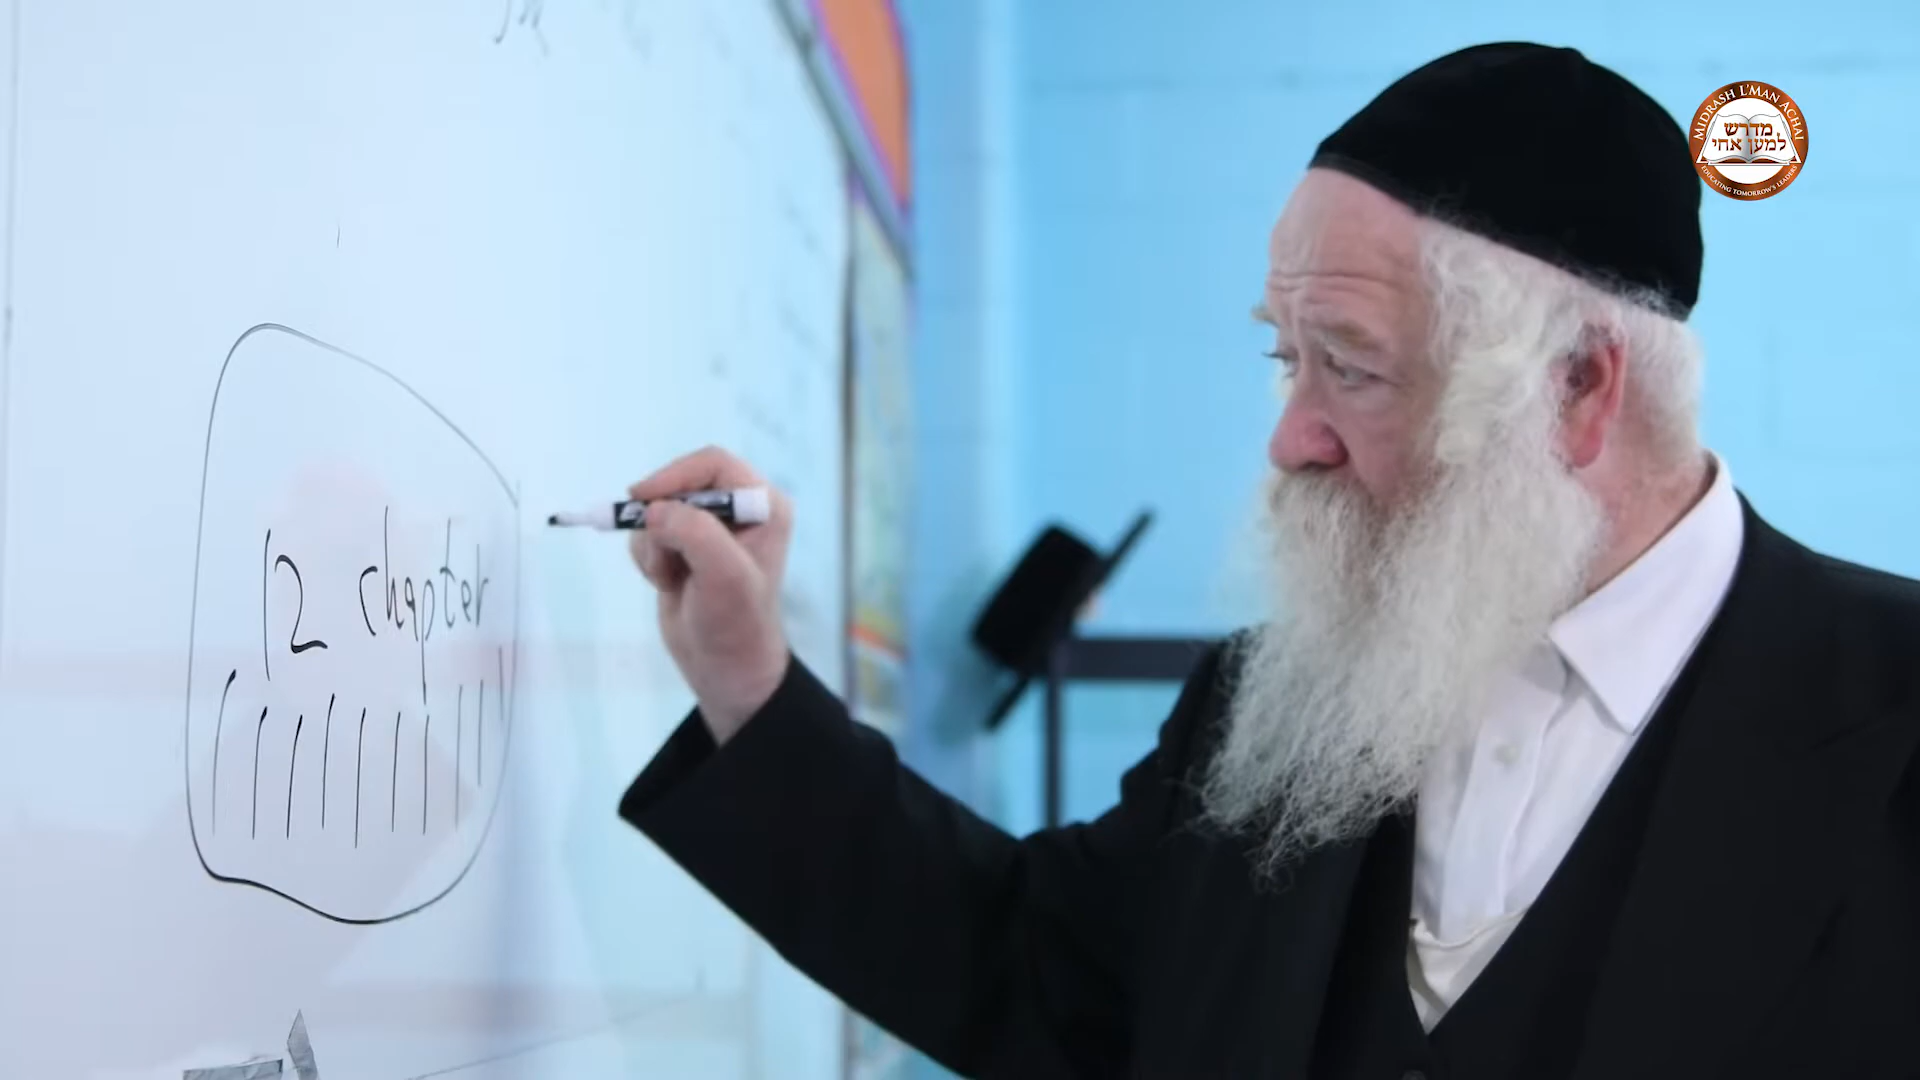 12 chapter
MIDRASH L'MAN ACHAI
מדרש
למען אחי
EDUCATING TOMORROW'S LEADERS